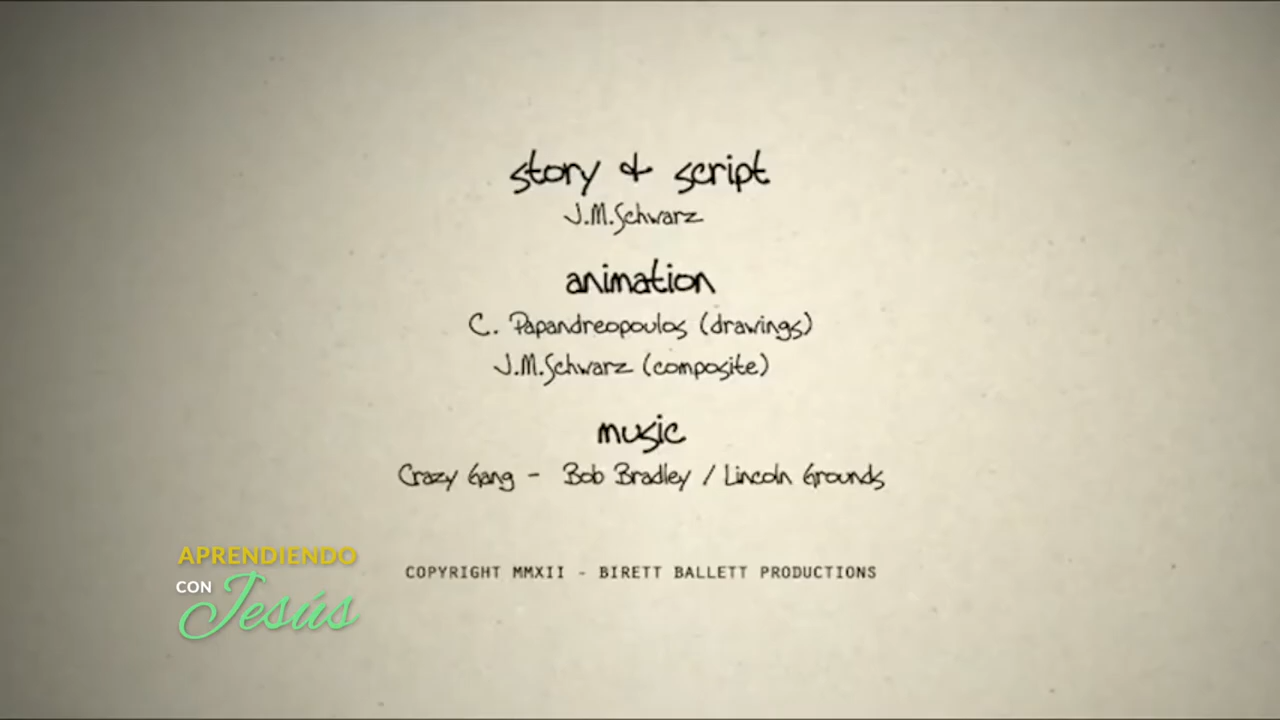 story & script
J.M.Schwarz
animation
C. Papandreopoulos (drawings)
J.M.Schwarz (composite)
music
Crazy Gang - Bob Bradley / Lincoln Grounds
COPYRIGHT MMXII - BIRETT BALLETT PRODUCTIONS
APRENDIENDO
CON Jesús